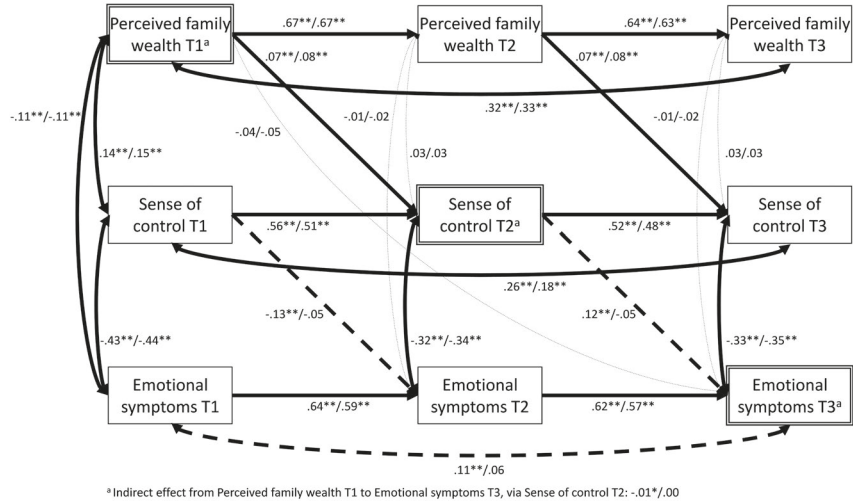 .67**/.67**
.64**/.63**
Perceived family
wealth T1ᵃ
Perceived family
wealth T2
Perceived family
wealth T3
.07**/.08**
.07**/.08**
.32**/.33**
-.11**/-.11**
-.04/-.05
-.01/-.02
-.01/-.02
.14**/.15**
.03/.03
.03/.03
Sense of
control T1
Sense of
control T2ᵃ
Sense of
control T3
.56**/.51**
.52**/.48**
.26**/.18**
-.13**/-.05
.12**/-.05
-.43**/-.44**
-.32**/-.34**
-.33**/-.35**
Emotional
symptoms T1
Emotional
symptoms T2
Emotional
symptoms T3ᵃ
.64**/.59**
.62**/.57**
.11**/.06
ᵃ Indirect effect from Perceived family wealth T1 to Emotional symptoms T3, via Sense of control T2: -.01*/.00